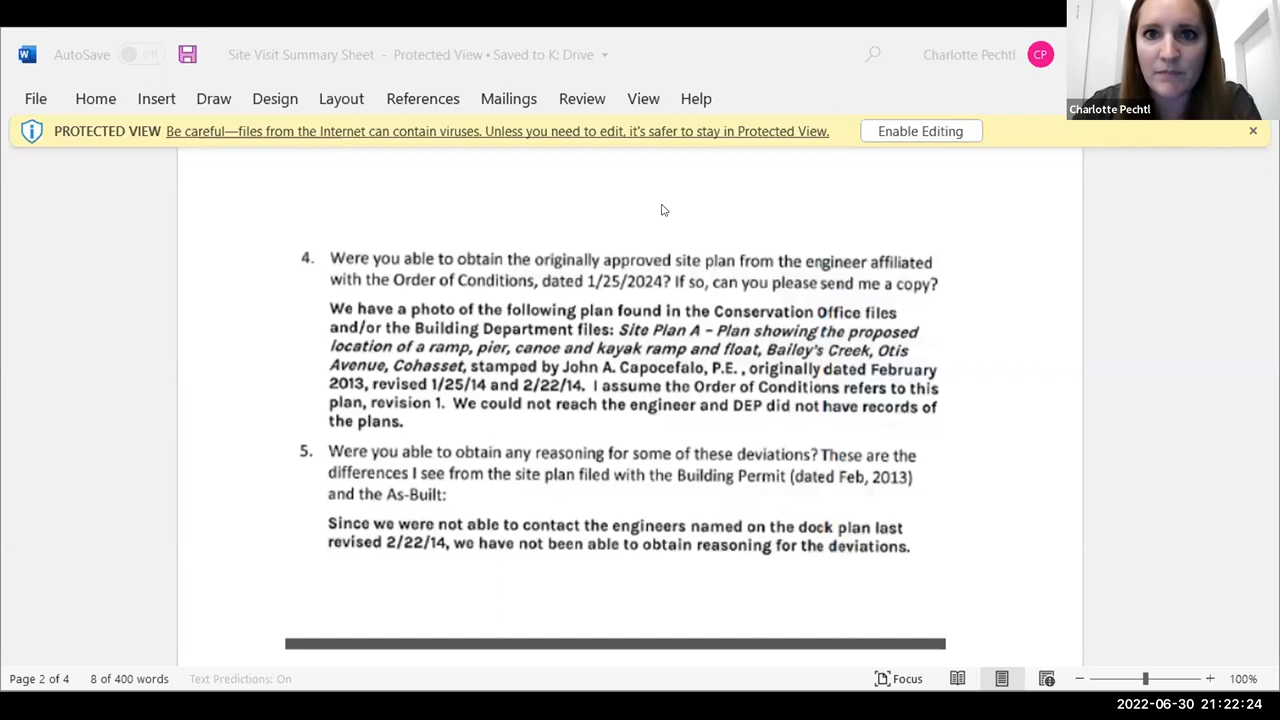 AutoSave Off Site Visit Summary Sheet - Protected View • Saved to K: Drive Charlotte Pechtl CP
File Home Insert Draw Design Layout References Mailings Review View Help
Charlotte Pechtl
PROTECTED VIEW Be careful—files from the Internet can contain viruses. Unless you need to edit, it's safer to stay in Protected View. Enable Editing
4. Were you able to obtain the originally approved site plan from the engineer affiliated
with the Order of Conditions, dated 1/25/2024? If so, can you please send me a copy?
We have a photo of the following plan found in the Conservation Office files
and/or the Building Department files: Site Plan A – Plan showing the proposed
location of a ramp, pier, canoe and kayak ramp and float, Bailey's Creek, Otis
Avenue, Cohasset, stamped by John A. Capocefalo, P.E. , originally dated February
2013, revised 1/25/14 and 2/22/14. I assume the Order of Conditions refers to this
plan, revision 1. We could not reach the engineer and DEP did not have records of
the plans.
5. Were you able to obtain any reasoning for some of these deviations? These are the
differences I see from the site plan filed with the Building Permit (dated Feb, 2013)
and the As-Built:
Since we were not able to contact the engineers named on the dock plan last
revised 2/22/14, we have not been able to obtain reasoning for the deviations.
Page 2 of 4 8 of 400 words Text Predictions: On Focus 100%
2022-06-30 21:22:24